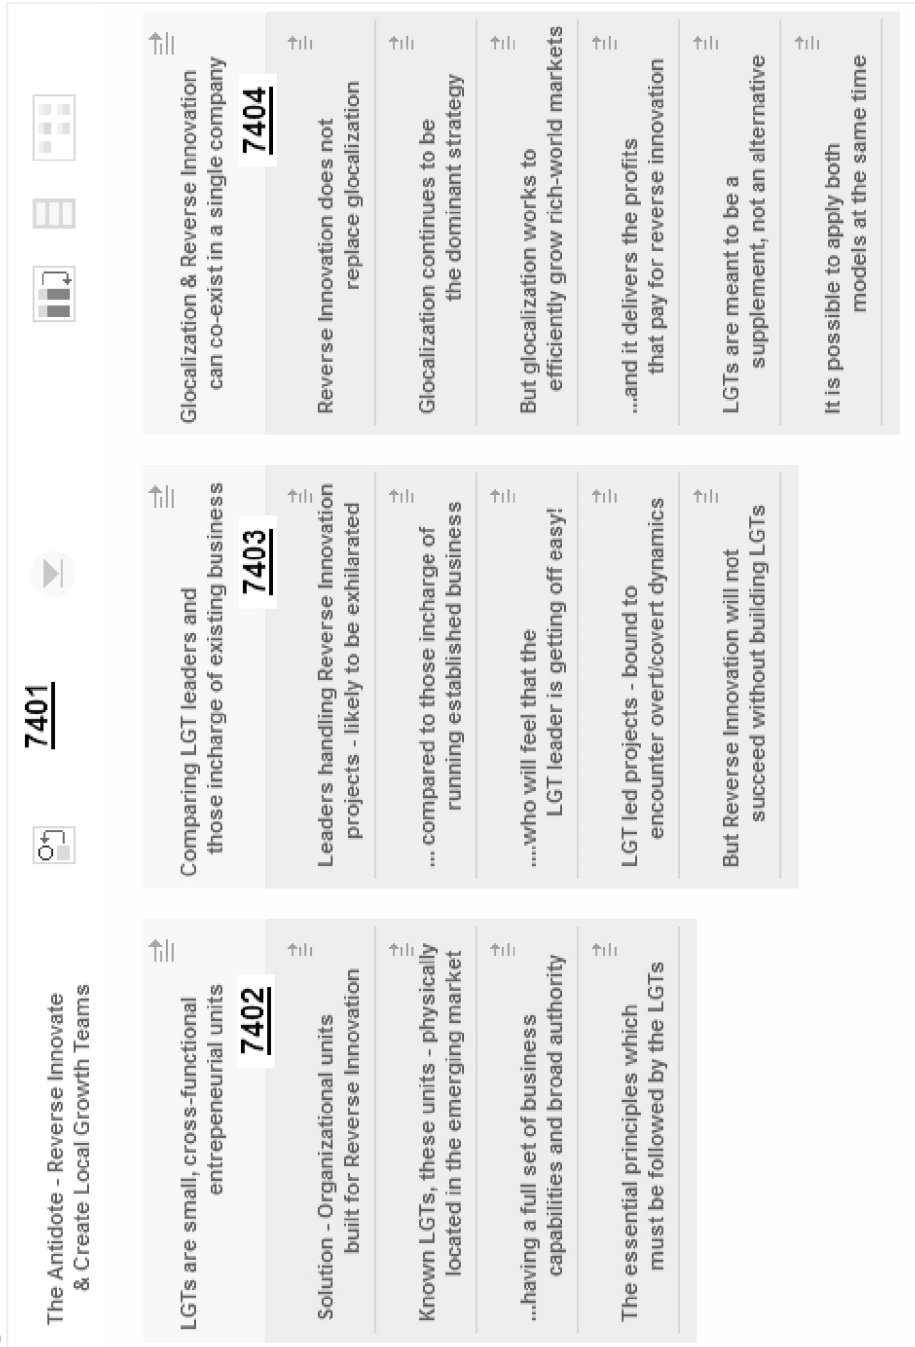 The Antidote - Reverse Innovate
& Create Local Growth Teams
7401
LGTs are small, cross-functional
entrepeneurial units
7402
Solution - Organizational units
built for Reverse Innovation
Known LGTs, these units - physically
located in the emerging market
...having a full set of business
capabilities and broad authority
The essential principles which
must be followed by the LGTs
Comparing LGT leaders and
those incharge of existing business
7403
Leaders handling Reverse Innovation
projects - likely to be exhilarated
... compared to those incharge of
running established business
....who will feel that the
LGT leader is getting off easy!
LGT led projects - bound to
encounter overt/covert dynamics
But Reverse Innovation will not
succeed without building LGTs
Glocalization & Reverse Innovation
can co-exist in a single company
7404
Reverse Innovation does not
replace glocalization
Glocalization continues to be
the dominant strategy
But glocalization works to
efficiently grow rich-world markets
...and it delivers the profits
that pay for reverse innovation
LGTs are meant to be a
supplement, not an alternative
It is possible to apply both
models at the same time